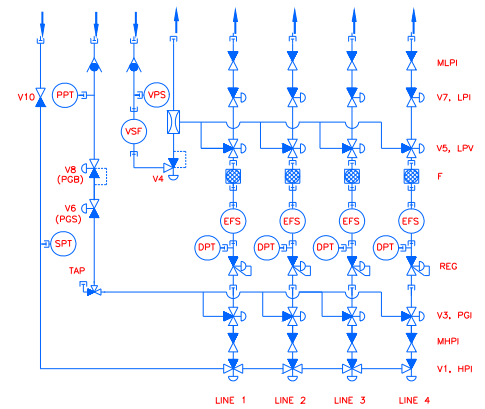 MLPI
V10
PPT
VPS
V7, LPI
VSF
V5, LPV
V8
(PGB)
V4
F
V6
(PGS)
EFS EFS EFS EFS
SPT
DPT DPT DPT DPT
TAP
REG
V3, PGI
MHPI
V1, HPI
LINE 1 LINE 2 LINE 3 LINE 4